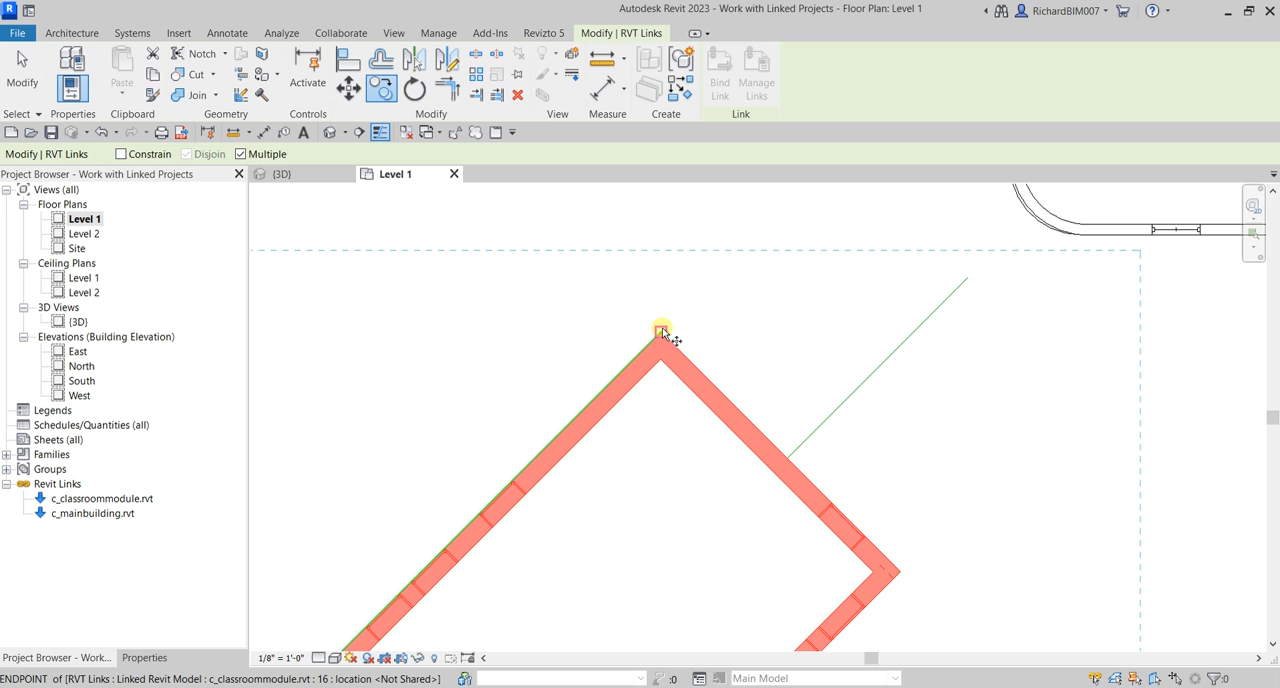 Autodesk Revit 2023 - Work with Linked Projects - Floor Plan: Level 1
RichardBIM007
File Architecture Systems Insert Annotate Analyze Collaborate View Manage Add-Ins Revizto 5 Modify | RVT Links
Modify
Paste
Notch
Cut
Join
Activate
Bind Link
Manage Links
Select Properties Clipboard Geometry Controls Modify View Measure Create Link
Modify | RVT Links Constrain Disjoin Multiple
Project Browser - Work with Linked Projects
{3D}
Level 1
Views (all)
Floor Plans
Level 1
Level 2
Site
Ceiling Plans
Level 1
Level 2
3D Views
{3D}
Elevations (Building Elevation)
East
North
South
West
Legends
Schedules/Quantities (all)
Sheets (all)
Families
Groups
Revit Links
c_classroommodule.rvt
c_mainbuilding.rvt
Project Browser - Work... Properties
1/8" = 1'-0"
ENDPOINT of [RVT Links : Linked Revit Model : c_classroommodule.rvt : 16 : location <Not Shared>]
:0
Main Model
:0